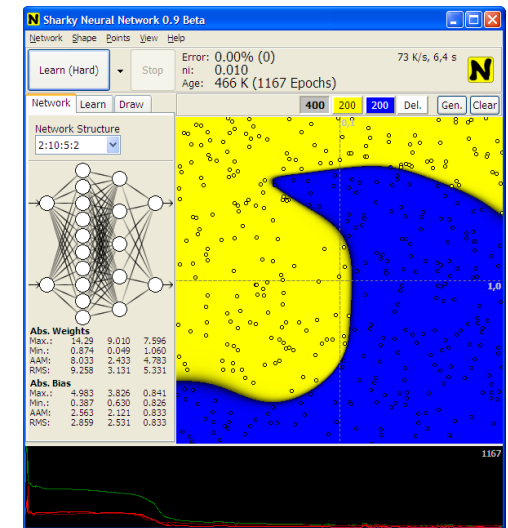 Sharky Neural Network 0.9 Beta
Network Shape Points View Help
Learn (Hard) Stop
Error: 0.00% (0) 73 K/s, 6,4 s
ni: 0.010
Age: 466 K (1167 Epochs)
N
Network Learn Draw
400 200 200 Del. Gen. Clear
Network Structure
2:10:5:2
0,1
1,0
Abs. Weights
Max.: 14.29 9.010 7.596
Min.: 0.874 0.049 1.060
AAM: 8.033 2.433 4.783
RMS: 9.258 3.131 5.331
Abs. Bias
Max.: 4.983 3.826 0.841
Min.: 0.387 0.630 0.826
AAM: 2.563 2.121 0.833
RMS: 2.859 2.531 0.833
1167